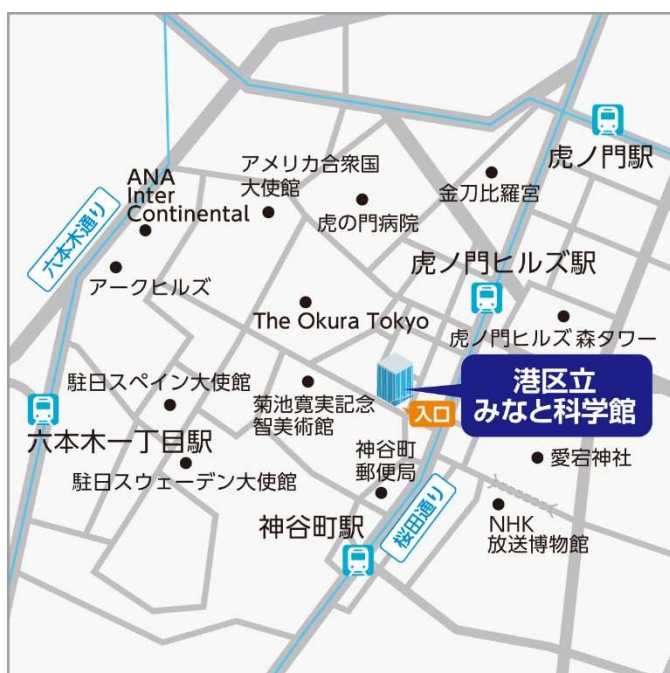 虎ノ門駅
アメリカ合衆国
大使館
ANA
Inter
Continental
金刀比羅宮
虎の門病院
六本木通り
アークヒルズ
虎ノ門ヒルズ駅
The Okura Tokyo
虎ノ門ヒルズ 森タワー
港区立
みなと科学館
入口
駐日スペイン大使館
菊池寛実記念
智美術館
六本木一丁目駅
神谷町
郵便局
愛宕神社
駐日スウェーデン大使館
桜田通り
NHK
放送博物館
神谷町駅